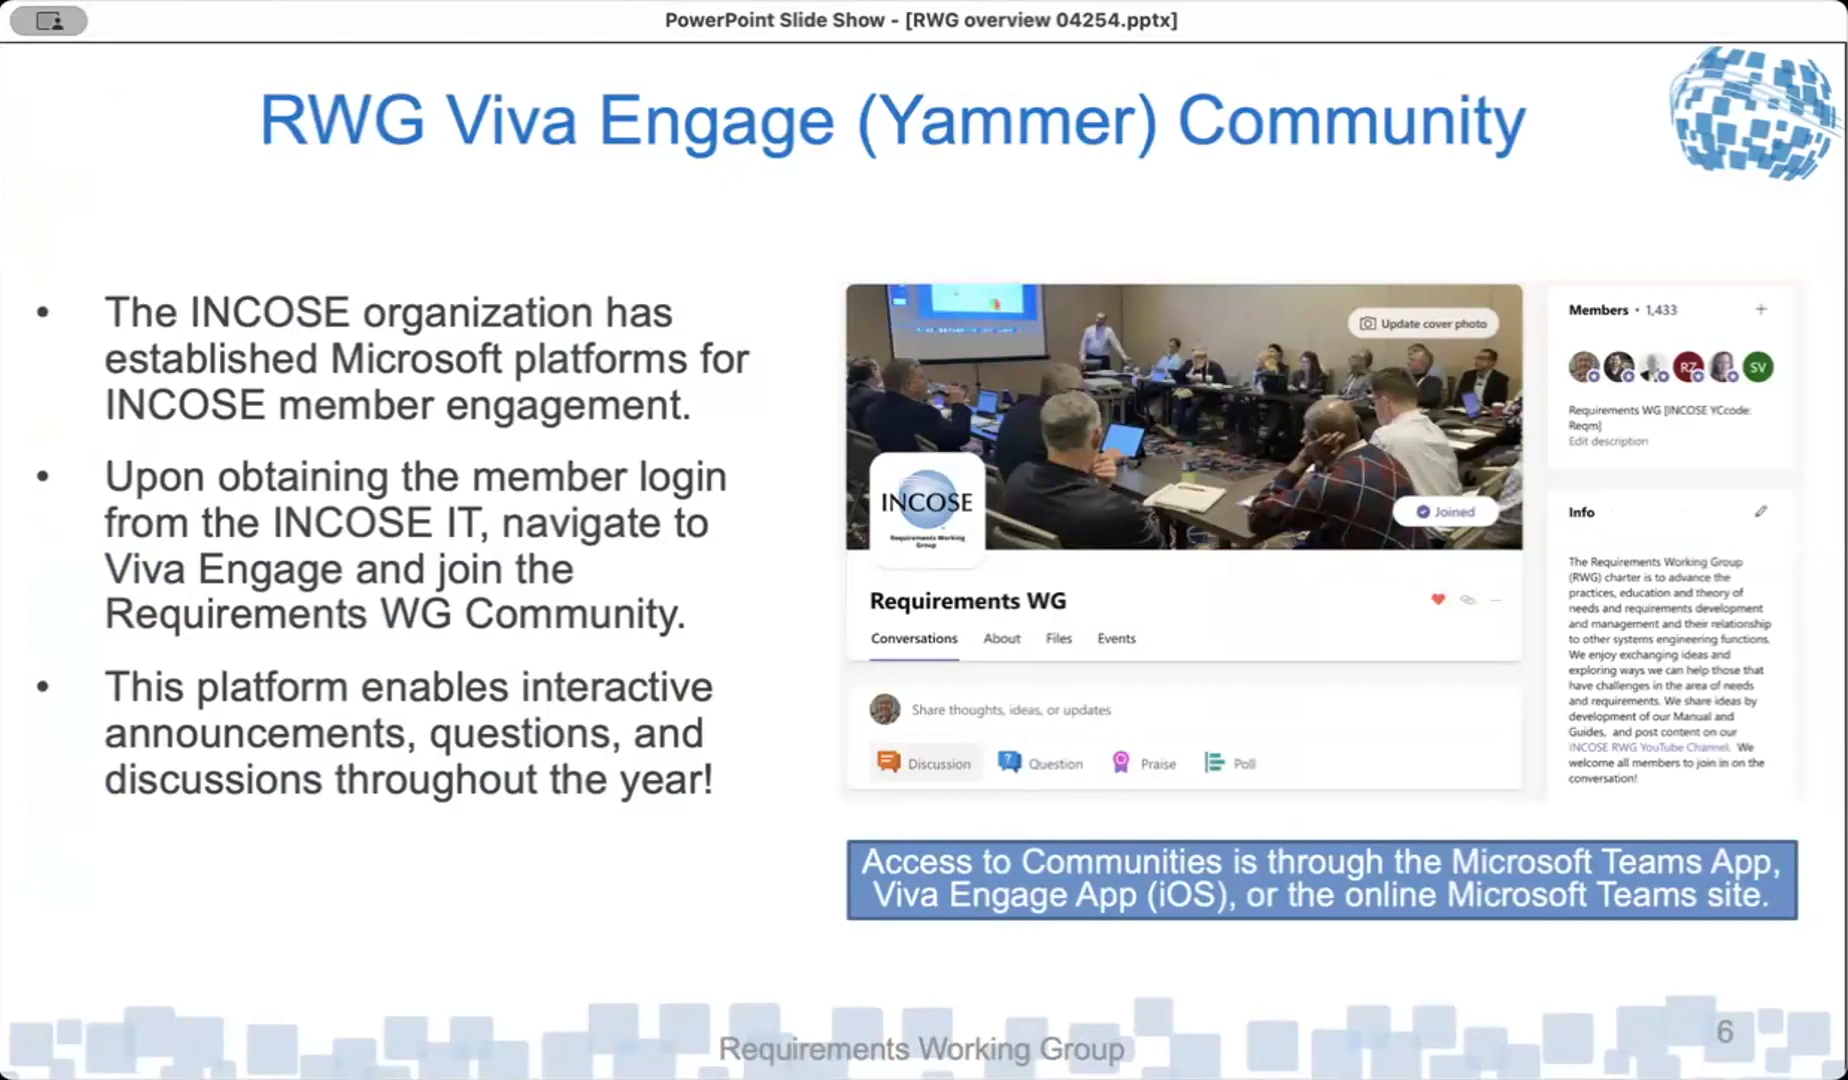 PowerPoint Slide Show - [RWG overview 04254.pptx]
RWG Viva Engage (Yammer) Community
• The INCOSE organization has
established Microsoft platforms for
INCOSE member engagement.
• Upon obtaining the member login
from the INCOSE IT, navigate to
Viva Engage and join the
Requirements WG Community.
• This platform enables interactive
announcements, questions, and
discussions throughout the year!
Update cover photo
INCOSE
Requirements Working
Group
Joined
Requirements WG
Conversations About Files Events
Share thoughts, ideas, or updates
Discussion Question Praise Poll
Members • 1,433
RZ SV
Requirements WG [INCOSE YCcode:
Reqm]
Edit description
Info
The Requirements Working Group
(RWG) charter is to advance the
practices, education and theory of
needs and requirements development
and management and their relationship
to other systems engineering functions.
We enjoy exchanging ideas and
exploring ways we can help those that
have challenges in the area of needs
and requirements. We share ideas by
development of our Manual and
Guides, and post content on our
INCOSE RWG YouTube Channel. We
welcome all members to join in on the
conversation!
Access to Communities is through the Microsoft Teams App,
Viva Engage App (iOS), or the online Microsoft Teams site.
Requirements Working Group
6